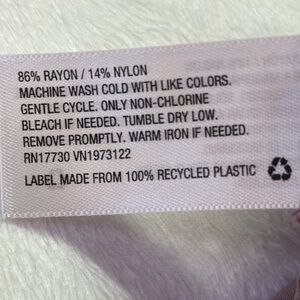 86% RAYON / 14% NYLON
MACHINE WASH COLD WITH LIKE COLORS.
GENTLE CYCLE. ONLY NON-CHLORINE
BLEACH IF NEEDED. TUMBLE DRY LOW.
REMOVE PROMPTLY. WARM IRON IF NEEDED.
RN17730 VN1973122
LABEL MADE FROM 100% RECYCLED PLASTIC